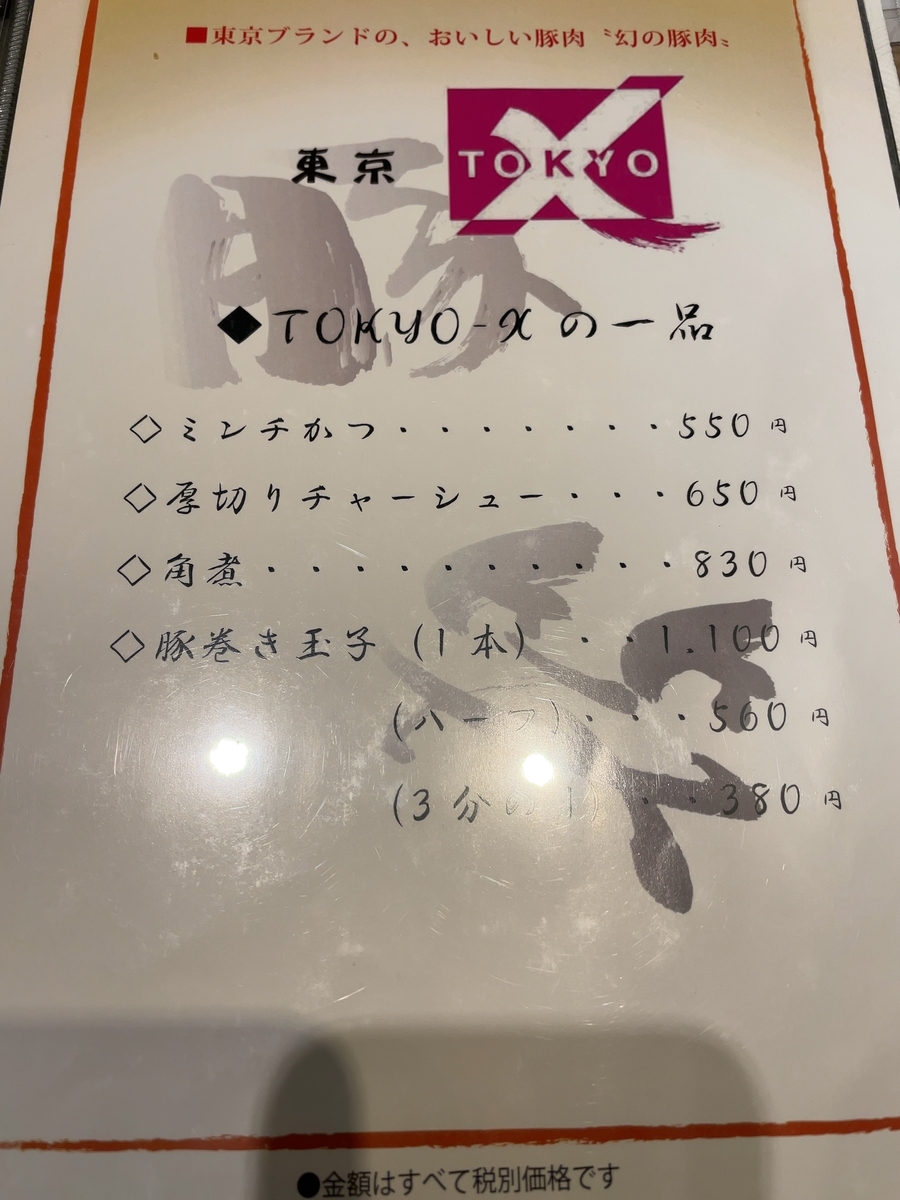 ■東京ブランドの、おいしい豚肉〝幻の豚肉〟
東京 TOKYO X
◆TOKYO-Xの一品
◇ミンチかつ・・・・・・・550円
◇厚切りチャーシュー・・・650円
◇角煮・・・・・・・・・・830円
◇豚巻き玉子(1本)・・1.100円
(ハーフ)・・・560円
(3分の1)・・380円
●金額はすべて税別価格です